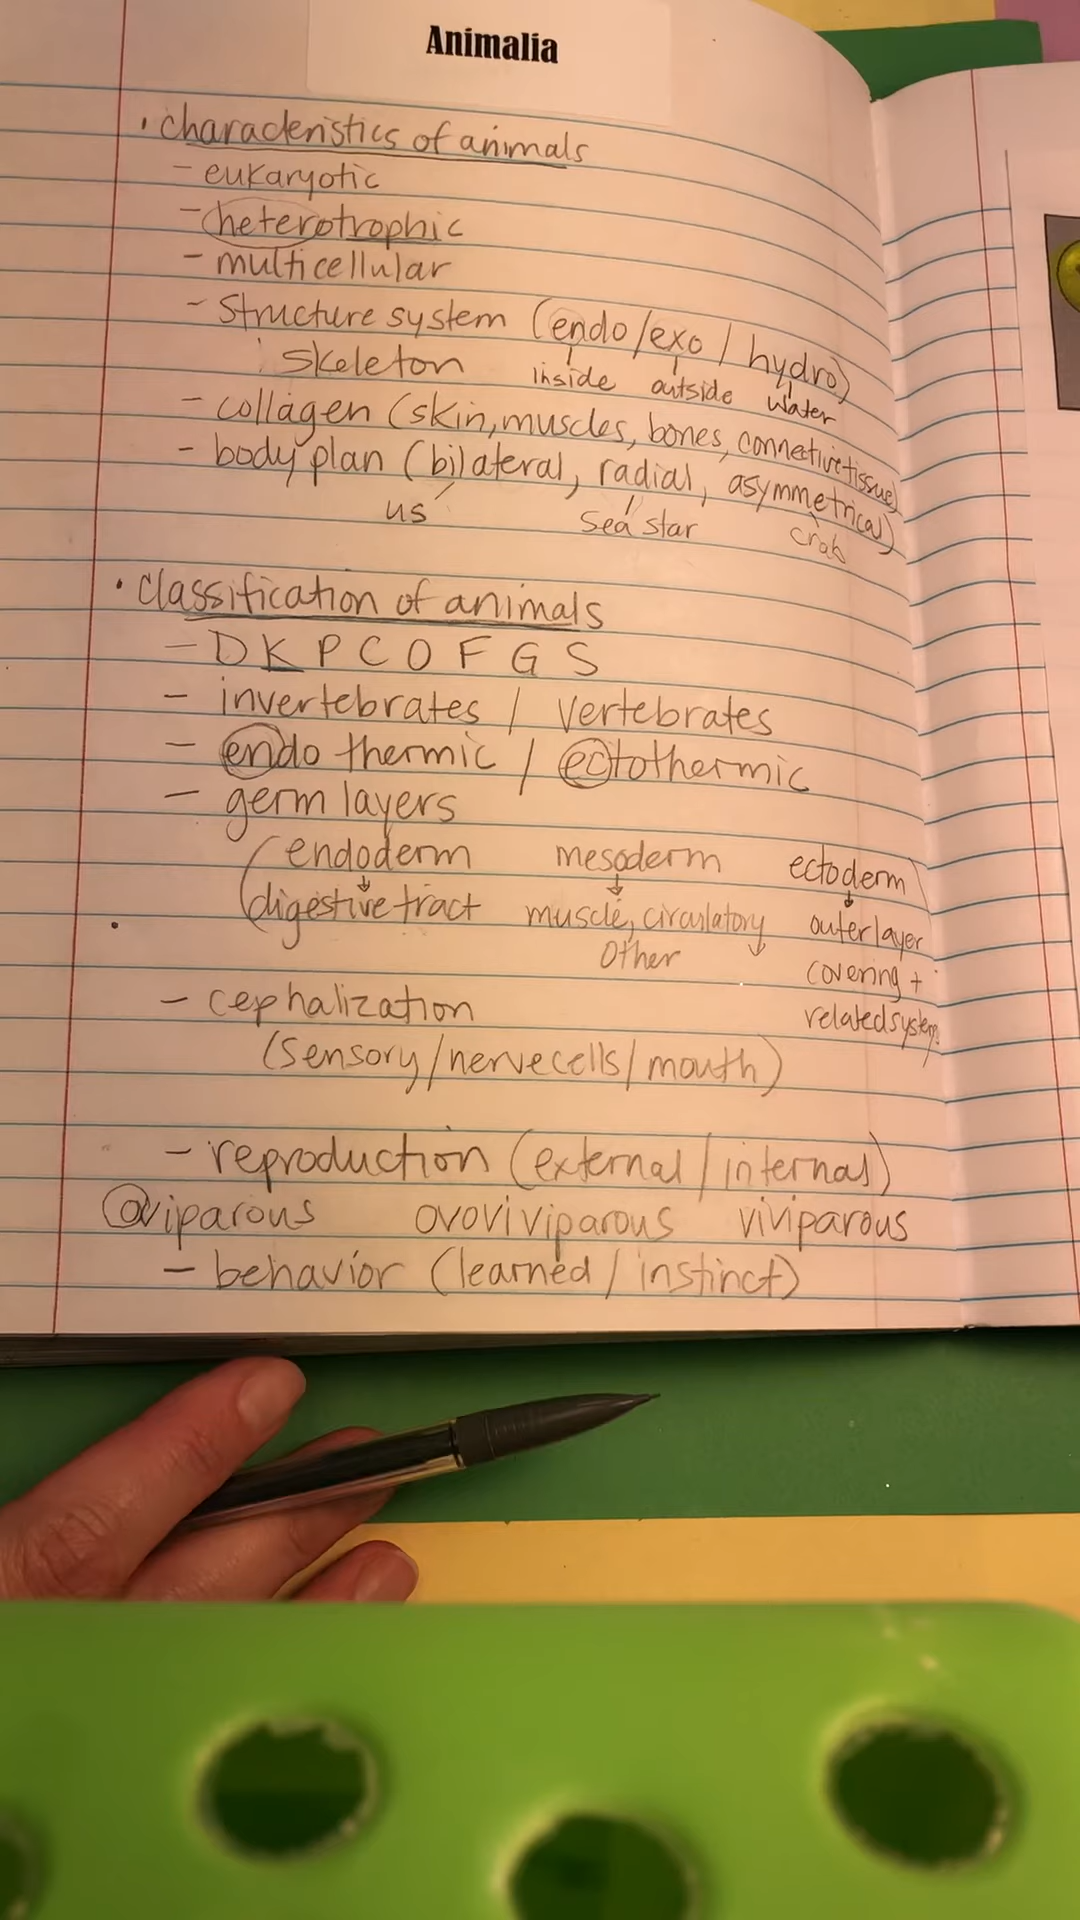 Animalia
• characteristics of animals
- eukaryotic
- heterotrophic
- multicellular
- Structure system (endo/exo/hydro)
skeleton inside outside water
- collagen (skin, muscles, bones, connective tissue)
- body plan (bilateral, radial, asymmetrical)
us sea star crab
• classification of animals
- D K P C O F G S
- invertebrates / vertebrates
- endo thermic / ectothermic
- germ layers
(endoderm mesoderm ectoderm)
digestive tract muscle, circulatory outer layer
other covering +
- cephalization related system
(sensory/nerve cells/mouth)
- reproduction (external/internal)
oviparous ovoviviparous viviparous
- behavior (learned/instinct)